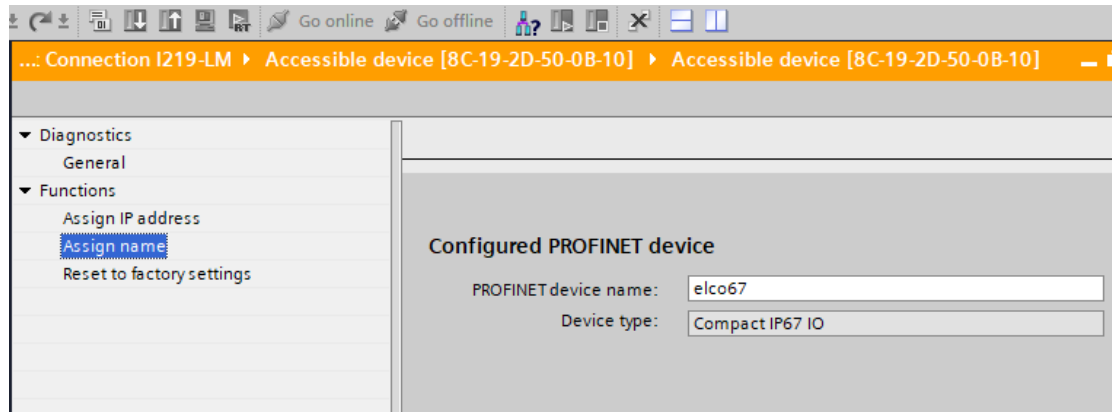 Go online Go offline
...: Connection I219-LM ▸ Accessible device [8C-19-2D-50-0B-10] ▸ Accessible device [8C-19-2D-50-0B-10]
Diagnostics
General
Functions
Assign IP address
Assign name
Reset to factory settings
Configured PROFINET device
PROFINET device name: elco67
Device type: Compact IP67 IO